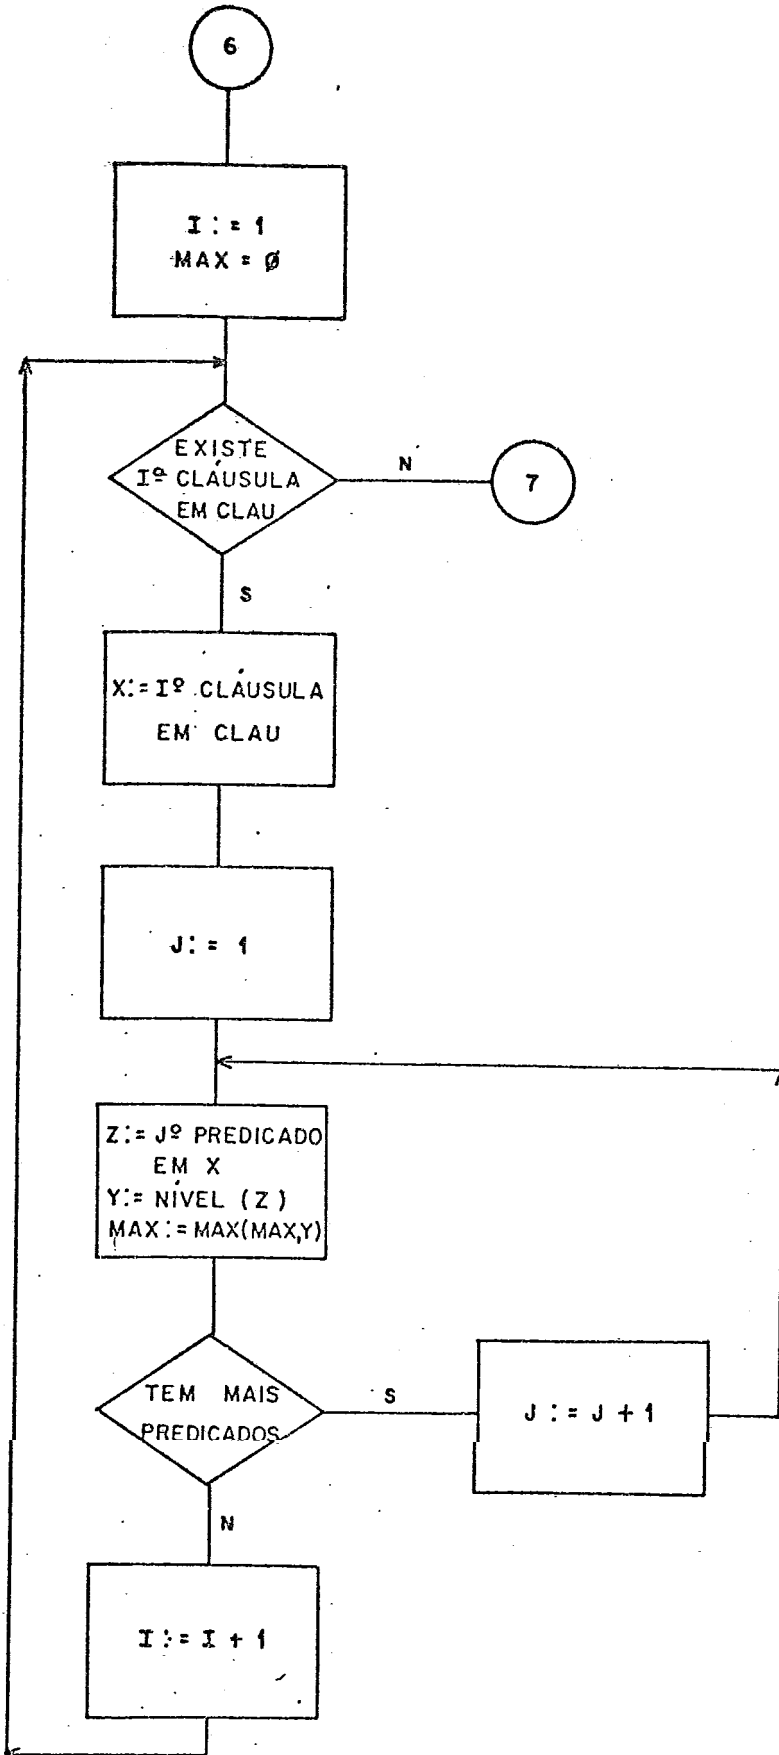 6
I := 1
MAX = Ø
EXISTE
Iª CLÁUSULA
EM CLAU
N
7
S
X:= Iº CLÁUSULA
EM CLAU
J := 1
Z:= Jº PREDICADO
EM X
Y:= NÍVEL (Z)
MAX := MAX(MAX,Y)
TEM MAIS
PREDICADOS
S
J := J + 1
N
I := I + 1